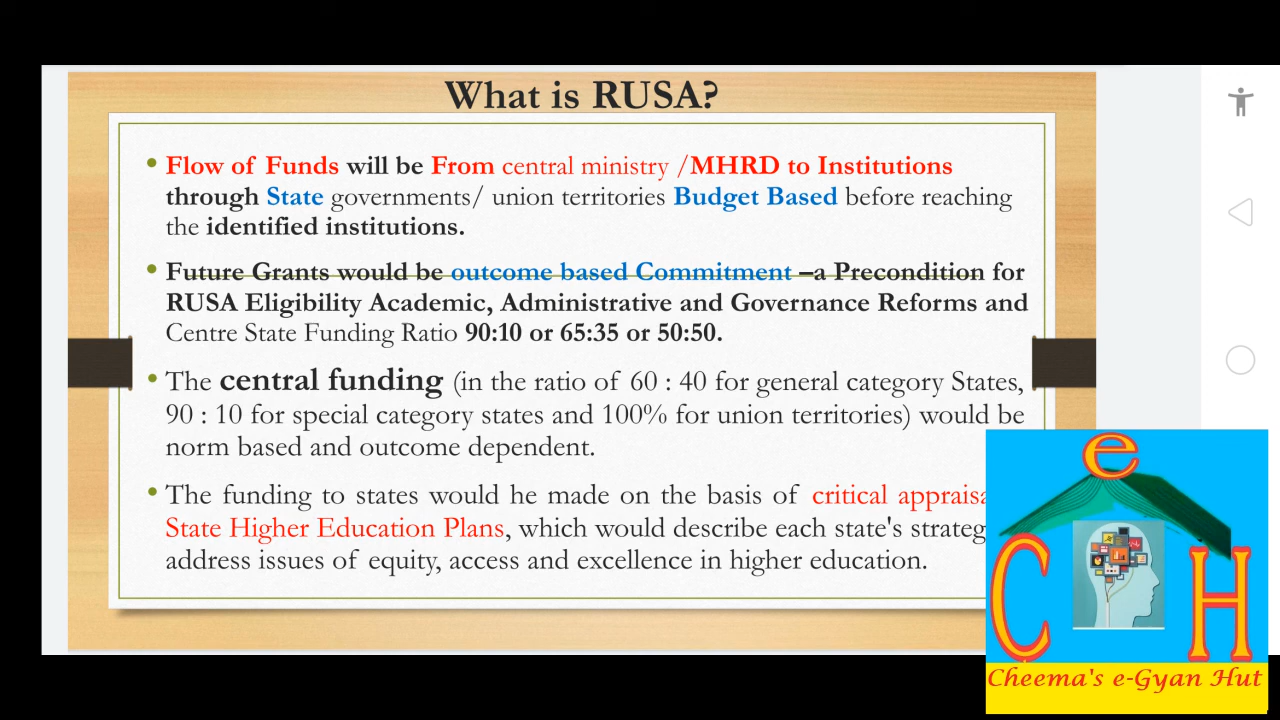 What is RUSA?
• Flow of Funds will be From central ministry /MHRD to Institutions
through State governments/ union territories Budget Based before reaching
the identified institutions.
• Future Grants would be outcome based Commitment –a Precondition for
RUSA Eligibility Academic, Administrative and Governance Reforms and
Centre State Funding Ratio 90:10 or 65:35 or 50:50.
• The central funding (in the ratio of 60 : 40 for general category States,
90 : 10 for special category states and 100% for union territories) would be
norm based and outcome dependent.
• The funding to states would he made on the basis of critical
State Higher Education Plans, which would describe each state's
address issues of equity, access and excellence in higher education.
e
C H
Cheema's e-Gyan Hut